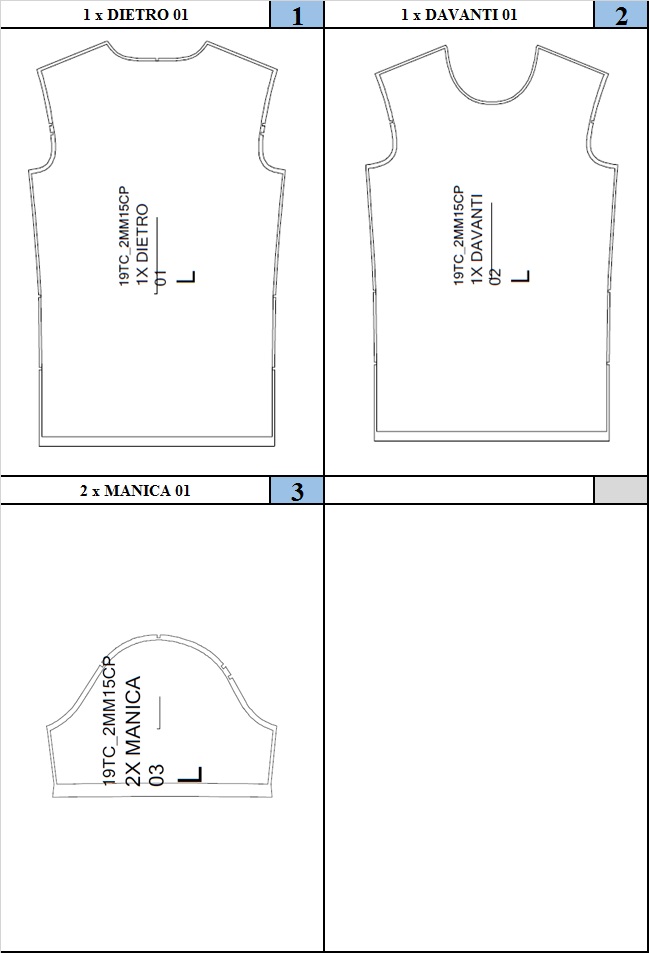 1 x DIETRO 01
1
1 x DAVANTI 01
2
19TC_2MM15CP
1X DIETRO
01
L
19TC_2MM15CP
1X DAVANTI
02
L
2 x MANICA 01
3
19TC_2MM15CP
2X MANICA
03
L